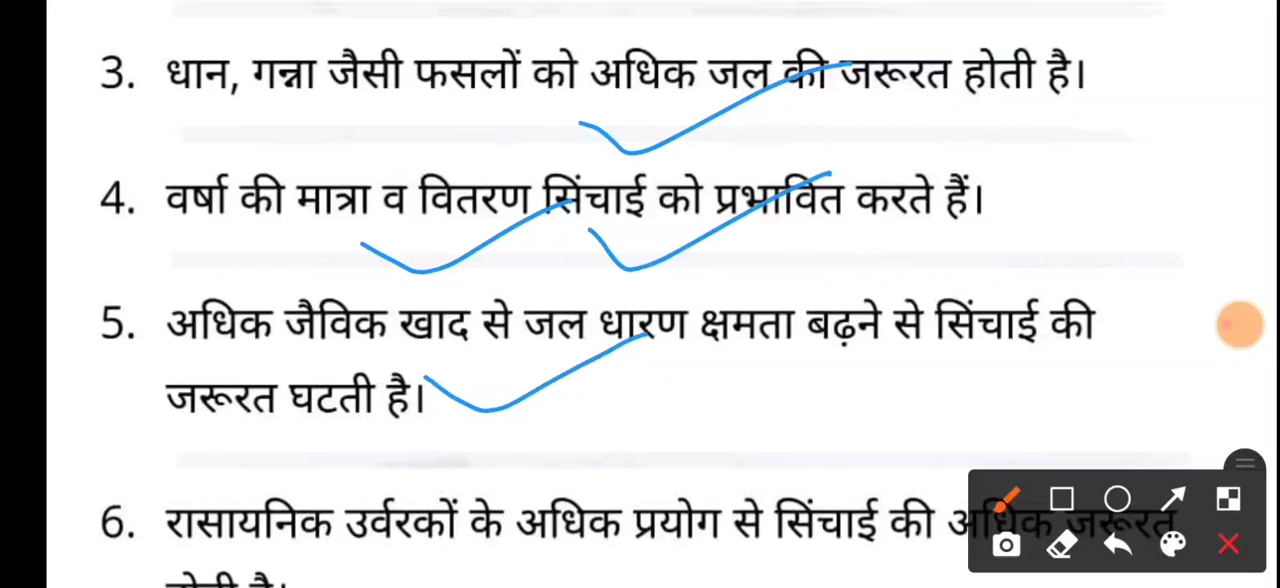 3. धान, गन्ना जैसी फसलों को अधिक जल की जरूरत होती है।
4. वर्षा की मात्रा व वितरण सिंचाई को प्रभावित करते हैं।
5. अधिक जैविक खाद से जल धारण क्षमता बढ़ने से सिंचाई की
जरूरत घटती है।
6. रासायनिक उर्वरकों के अधिक प्रयोग से सिंचाई की अधिक जरूरत
होती है।